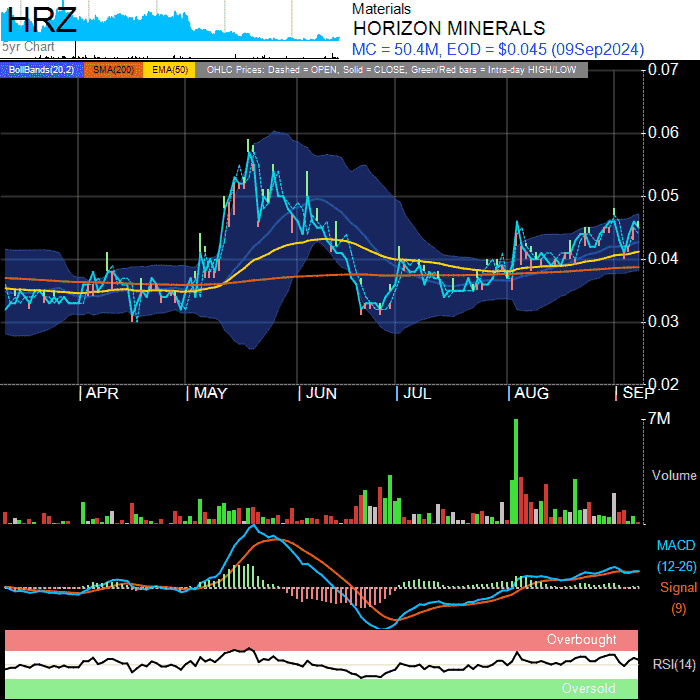 HRZ
5yr Chart
Materials
HORIZON MINERALS
MC = 50.4M, EOD = $0.045 (09Sep2024)
BollBands(20,2) SMA(200) EMA(50) OHLC Prices: Dashed = OPEN, Solid = CLOSE, Green/Red bars = Intra-day HIGH/LOW
0.07
0.06
0.05
0.04
0.03
0.02
APR MAY JUN JUL AUG SEP
7M
Volume
MACD
(12-26)
Signal
(9)
Overbought
RSI(14)
Oversold